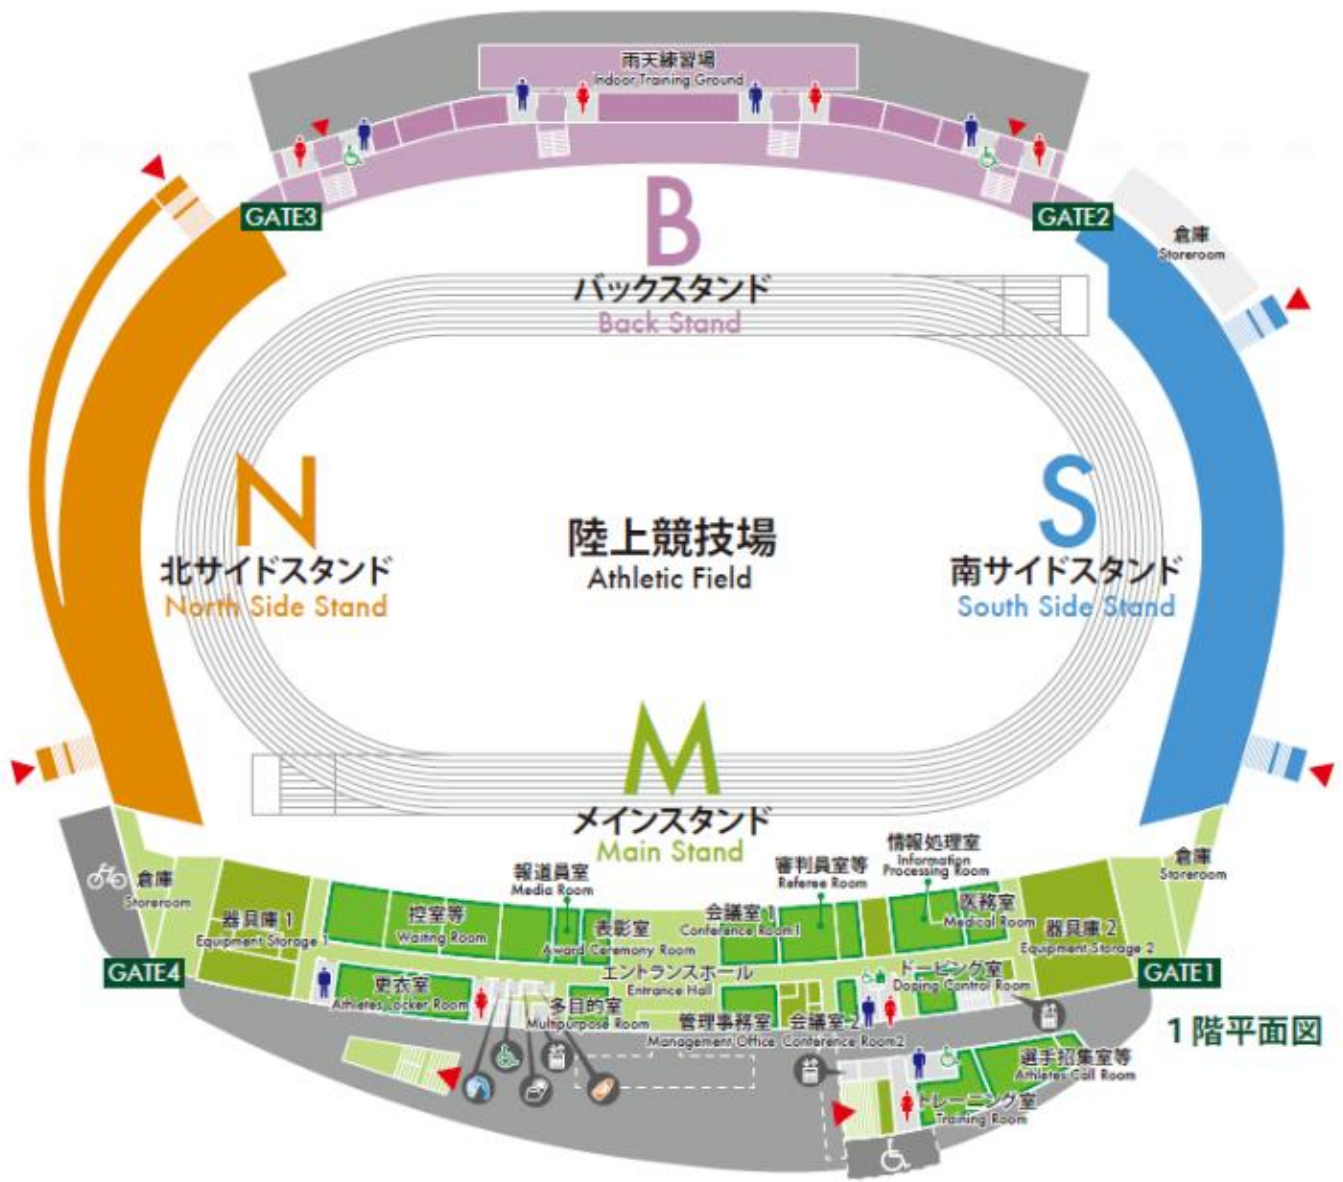 雨天練習場
Indoor Training Ground
GATE3
GATE2
B
バックスタンド
Back Stand
倉庫
Storeroom
N
北サイドスタンド
North Side Stand
陸上競技場
Athletic Field
S
南サイドスタンド
South Side Stand
M
メインスタンド
Main Stand
倉庫
Storeroom
器具庫 1
Equipment Storage 1
控室等
Waiting Room
報道員室
Media Room
表彰室
Award Ceremony Room
会議室 1
Conference Room1
審判員室等
Referee Room
情報処理室
Information
Processing Room
医務室
Medical Room
器具庫 2
Equipment Storage 2
倉庫
Storeroom
GATE4
更衣室
Athletes Locker Room
エントランスホール
Entrance Hall
多目的室
Multipurpose Room
管理事務室
Management Office
会議室 2
Conference Room2
ドーピング室
Doping Control Room
GATE1
1階平面図
選手招集室等
Athletes Call Room
トレーニング室
Training Room